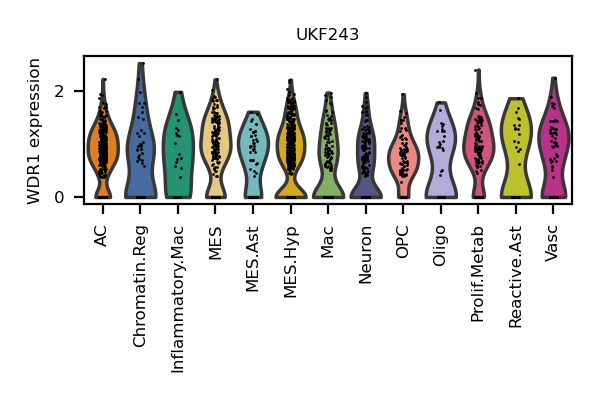 UKF243
WDR1 expression
2
0
AC
Chromatin.Reg
Inflammatory.Mac
MES
MES.Ast
MES.Hyp
Mac
Neuron
OPC
Oligo
Prolif.Metab
Reactive.Ast
Vasc